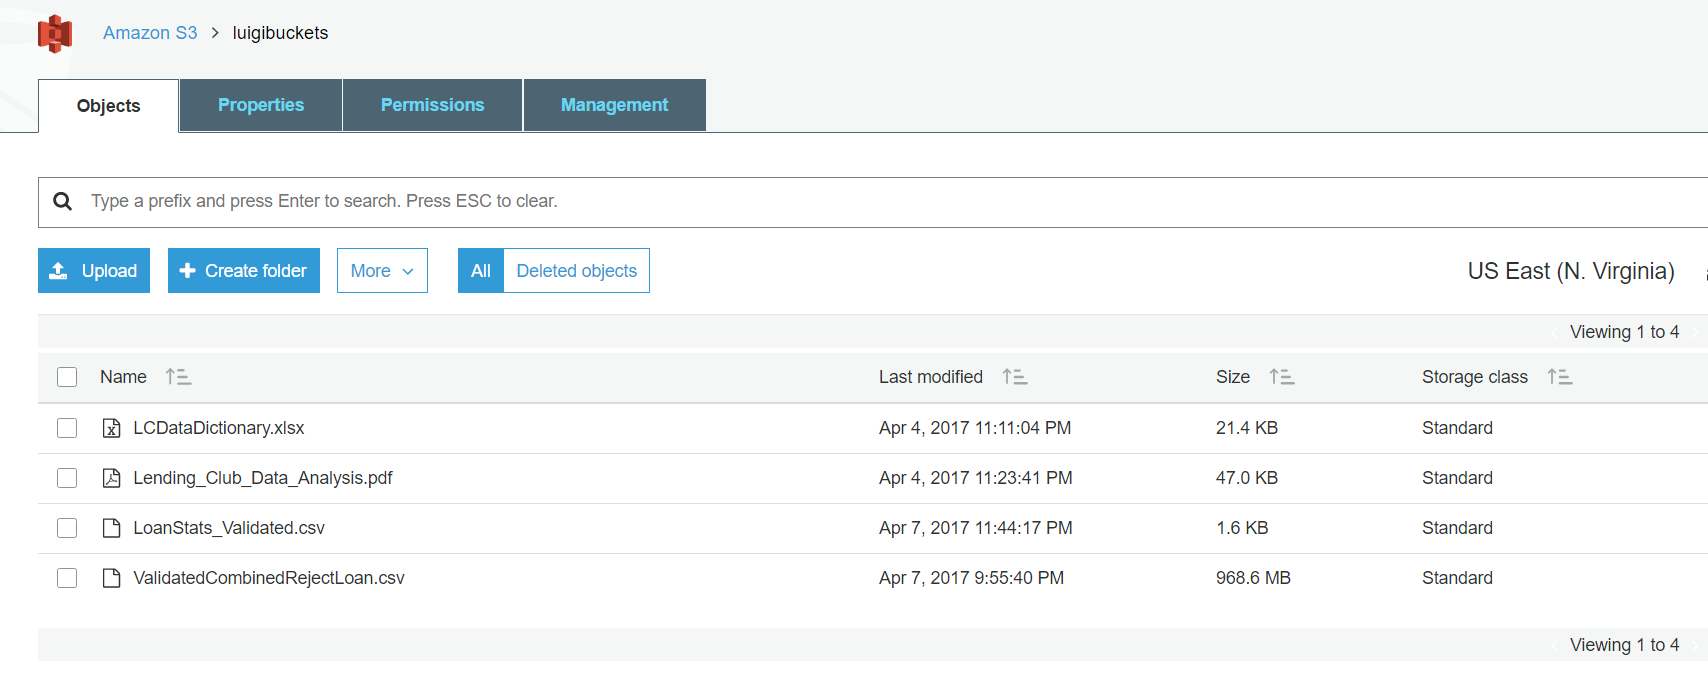 Amazon S3 > luigibuckets
Objects Properties Permissions Management
Type a prefix and press Enter to search. Press ESC to clear.
Upload Create folder More All Deleted objects US East (N. Virginia)
Viewing 1 to 4
Name Last modified Size Storage class
LCDataDictionary.xlsx Apr 4, 2017 11:11:04 PM 21.4 KB Standard
Lending_Club_Data_Analysis.pdf Apr 4, 2017 11:23:41 PM 47.0 KB Standard
LoanStats_Validated.csv Apr 7, 2017 11:44:17 PM 1.6 KB Standard
ValidatedCombinedRejectLoan.csv Apr 7, 2017 9:55:40 PM 968.6 MB Standard
Viewing 1 to 4